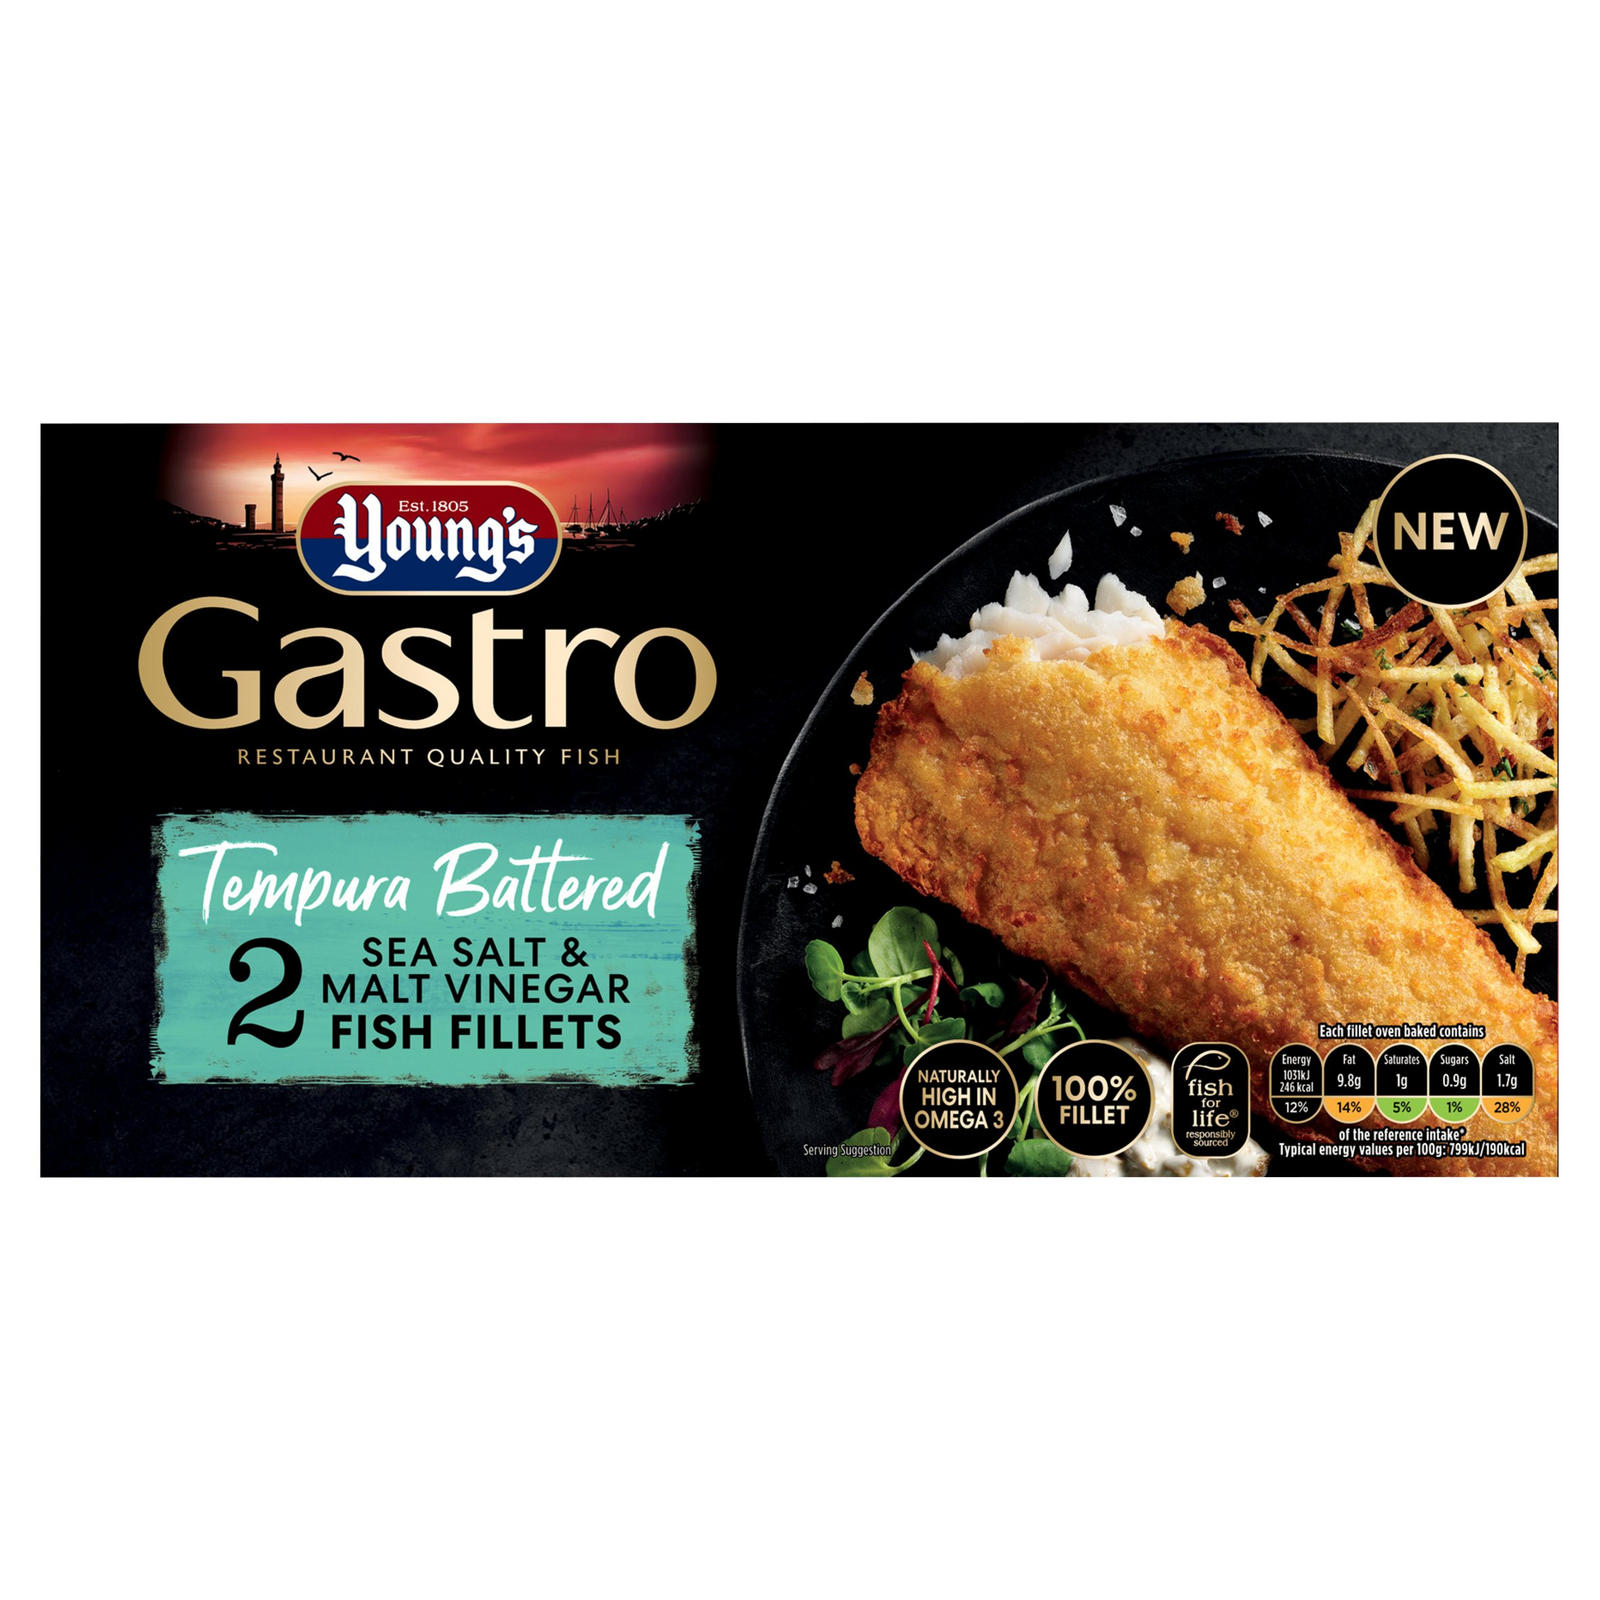 Est. 1805
Young's
Gastro
RESTAURANT QUALITY FISH
Tempura Battered
2 SEA SALT &
MALT VINEGAR
FISH FILLETS
NEW
NATURALLY
HIGH IN
OMEGA 3
100%
FILLET
fish
for
life®
responsibly
sourced
Serving Suggestion
Each fillet oven baked contains
Energy Fat Saturates Sugars Salt
1031kJ
246 kcal 9.8g 1g 0.9g 1.7g
12% 14% 5% 1% 28%
of the reference intake*
Typical energy values per 100g: 799kJ/190kcal